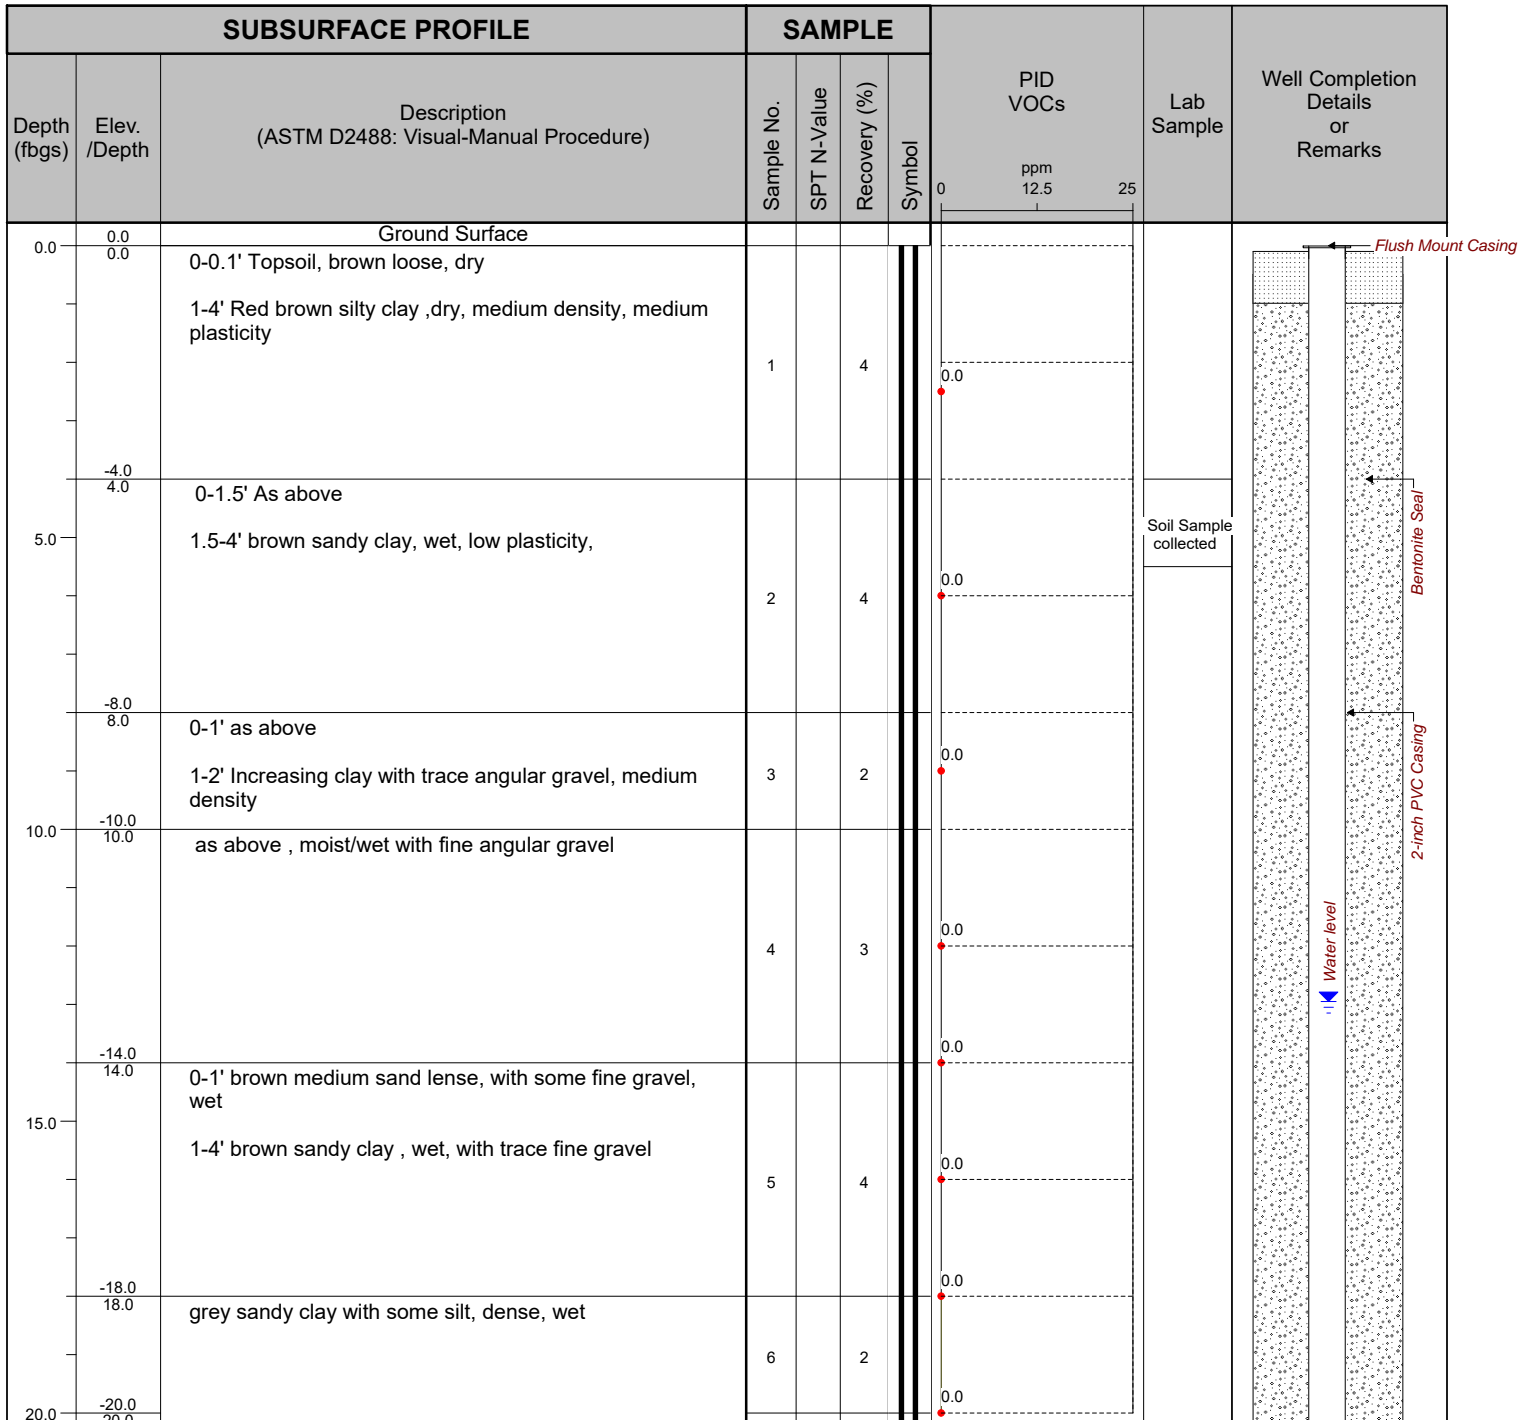 SUBSURFACE PROFILE
SAMPLE
Depth
(fbgs)
Elev.
/Depth
Description
(ASTM D2488: Visual-Manual Procedure)
Sample No.
SPT N-Value
Recovery (%)
Symbol
PID
VOCs
ppm
0 12.5 25
Lab
Sample
Well Completion
Details
or
Remarks
0.0
0.0
0.0
Ground Surface
Flush Mount Casing
0-0.1' Topsoil, brown loose, dry
1-4' Red brown silty clay ,dry, medium density, medium
plasticity
1
4
0.0
-4.0
4.0
0-1.5' As above
1.5-4' brown sandy clay, wet, low plasticity,
5.0
2
4
0.0
Soil Sample
collected
Bentonite Seal
-8.0
8.0
0-1' as above
1-2' Increasing clay with trace angular gravel, medium
density
3
2
0.0
2-inch PVC Casing
10.0
-10.0
10.0
as above , moist/wet with fine angular gravel
4
3
0.0
Water level
-14.0
14.0
0.0
0-1' brown medium sand lense, with some fine gravel,
wet
15.0
1-4' brown sandy clay , wet, with trace fine gravel
5
4
0.0
-18.0
18.0
0.0
grey sandy clay with some silt, dense, wet
6
2
0.0
20.0
-20.0
20.0